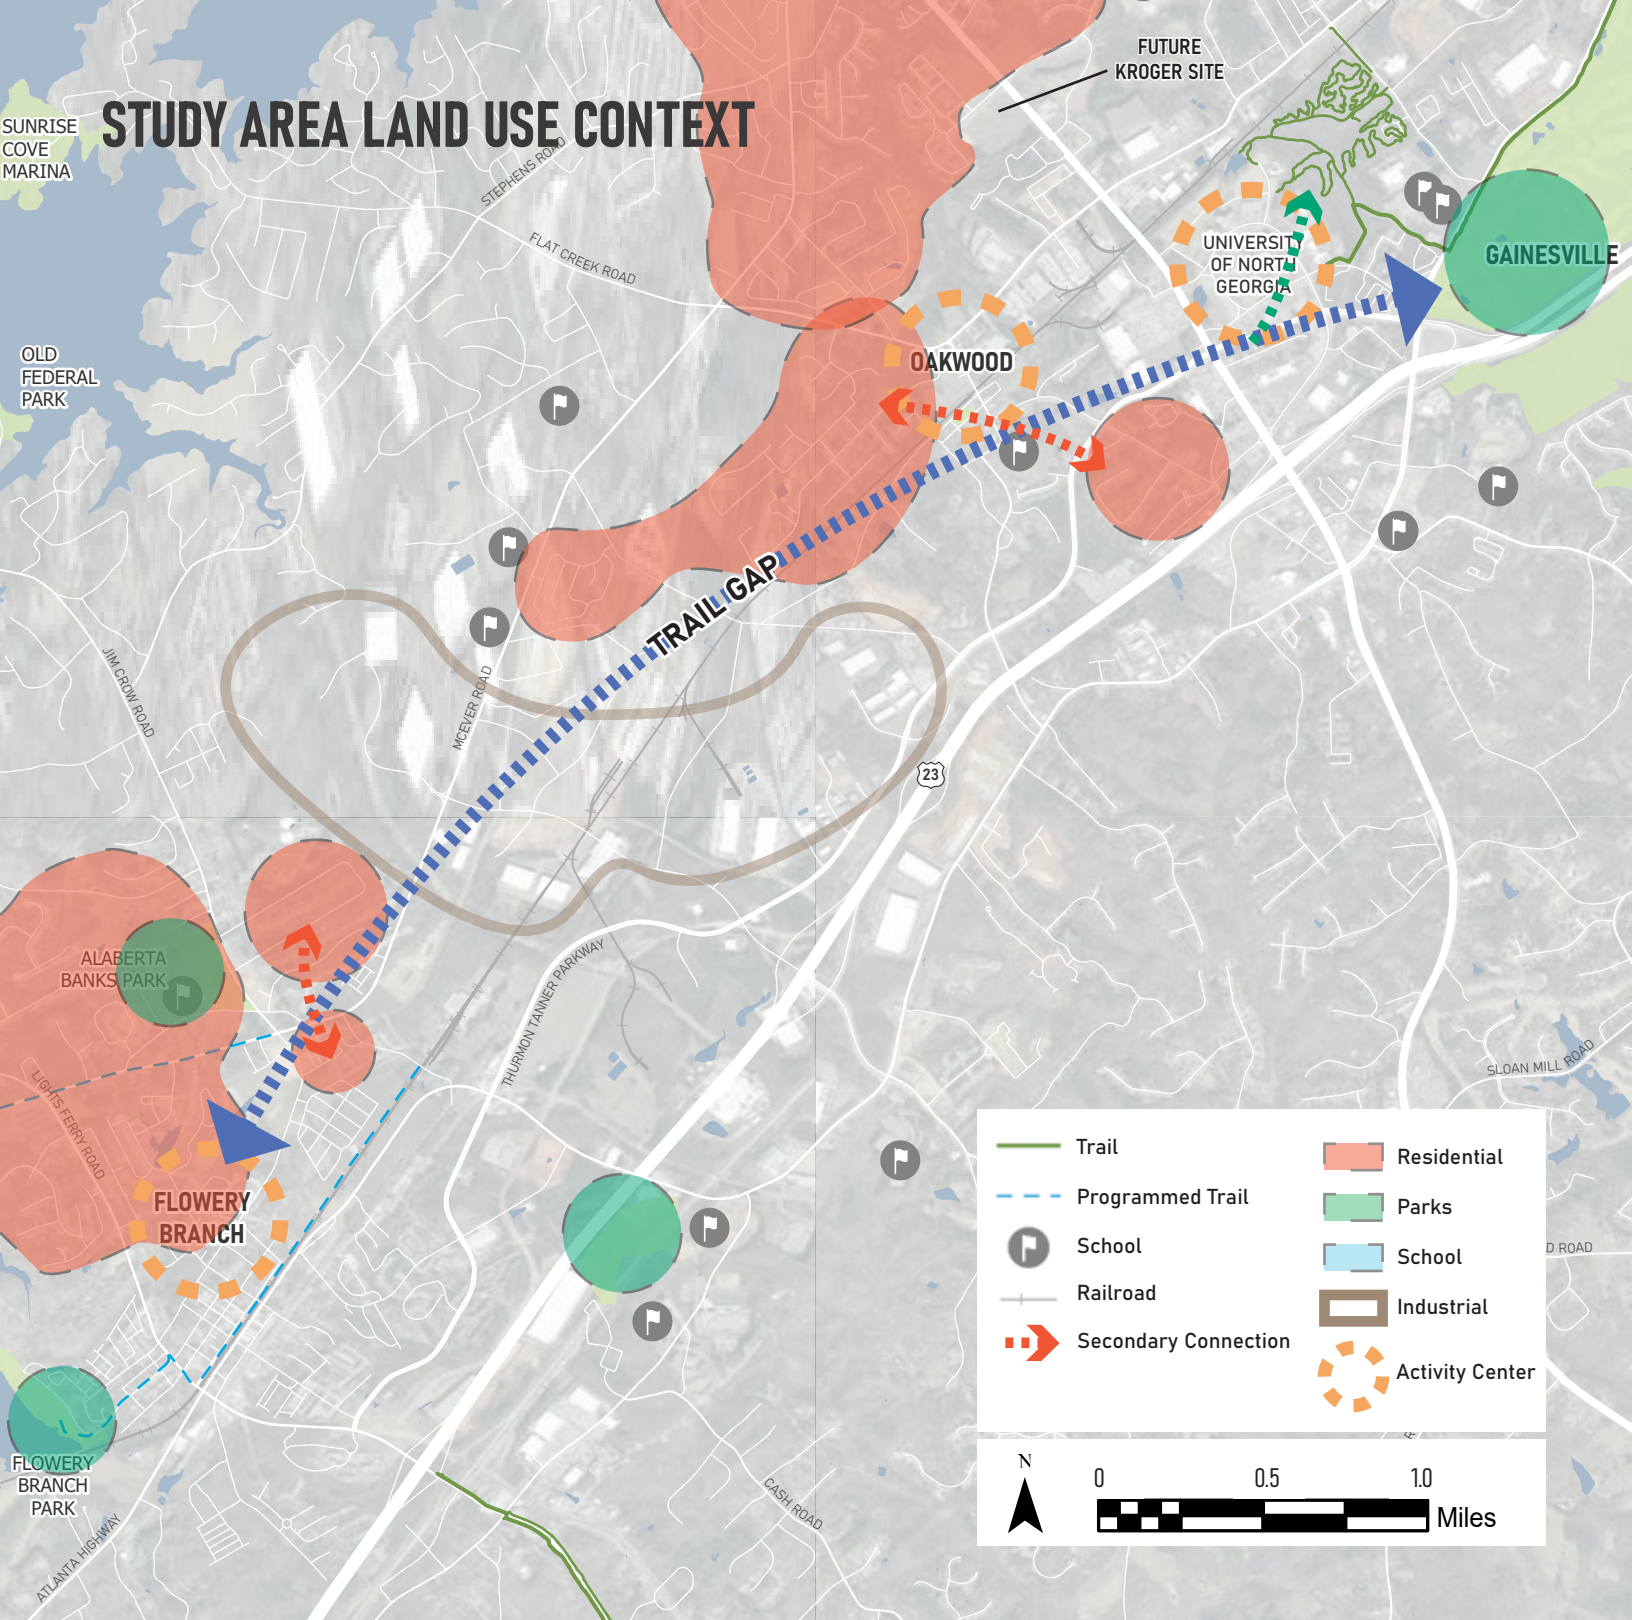 FUTURE
KROGER SITE
STUDY AREA LAND USE CONTEXT
SUNRISE
COVE
MARINA
STEPHENS ROAD
FLAT CREEK ROAD
UNIVERSITY
OF NORTH
GEORGIA
GAINESVILLE
OLD
FEDERAL
PARK
OAKWOOD
TRAIL GAP
JIM CROW ROAD
MCEVER ROAD
23
ALABERTA
BANKS PARK
THURMON TANNER PARKWAY
LIGHTS FERRY ROAD
SLOAN MILL ROAD
FLOWERY
BRANCH
D ROAD
Trail
Programmed Trail
School
Railroad
Secondary Connection
Residential
Parks
School
Industrial
Activity Center
R
FLOWERY
BRANCH
PARK
ATLANTA HIGHWAY
CASH ROAD
N
0 0.5 1.0
Miles